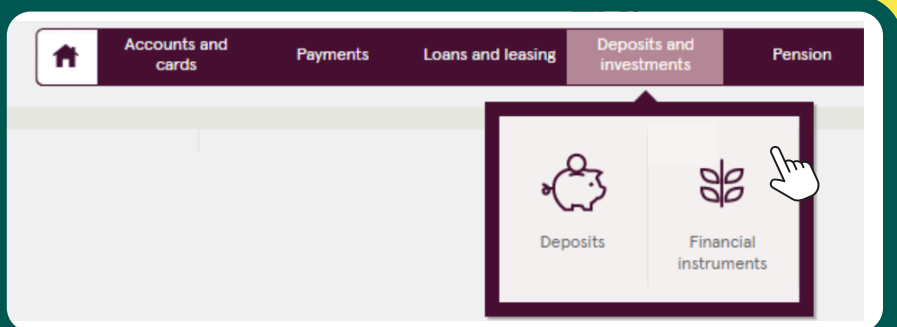 Accounts and
cards
Payments
Loans and leasing
Deposits and
investments
Pension
Deposits
Financial
instruments